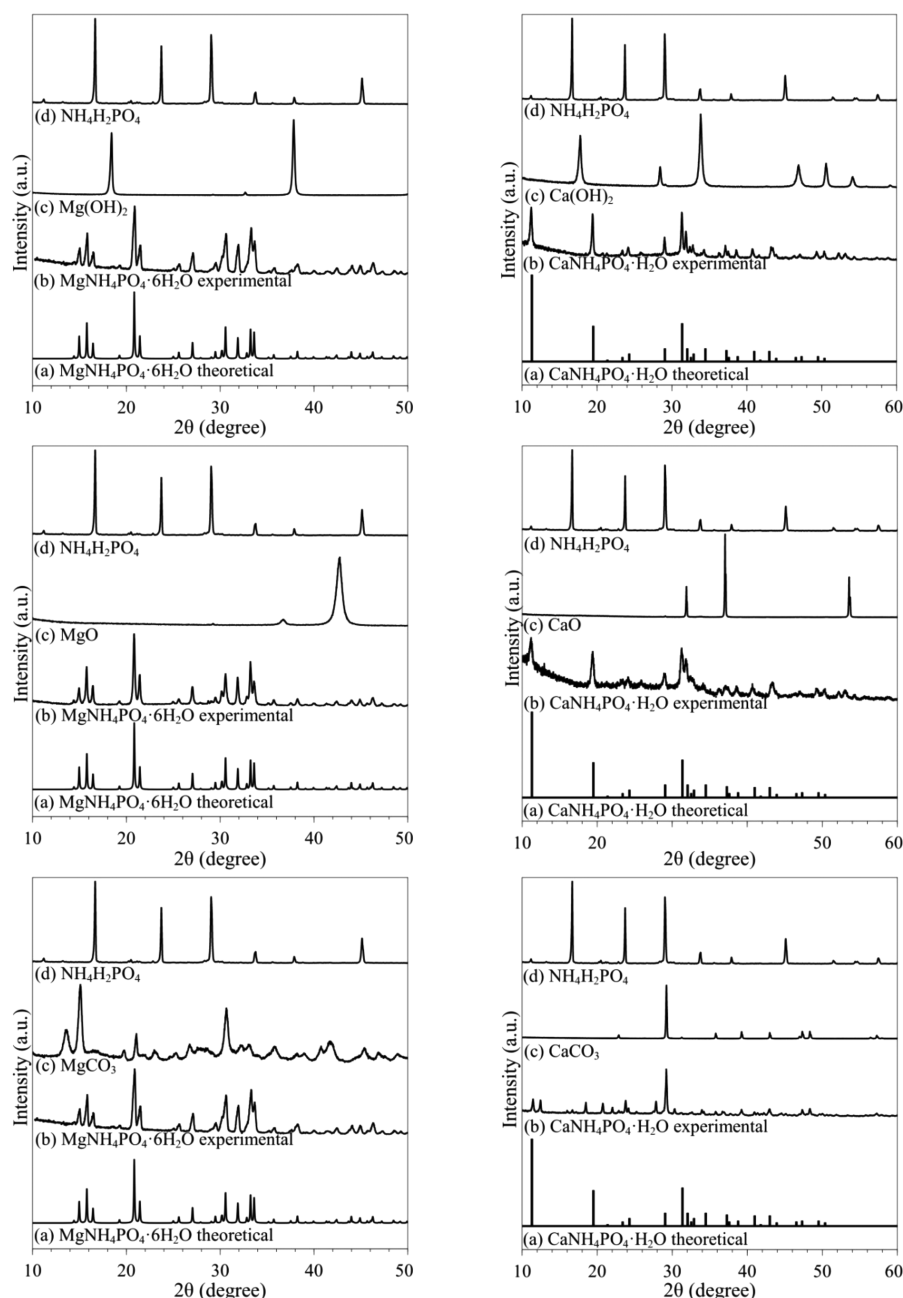 Intensity (a.u.)
(d) NH₄H₂PO₄
(c) Mg(OH)₂
(b) MgNH₄PO₄·6H₂O experimental
(a) MgNH₄PO₄·6H₂O theoretical
10 20 30 40 50
2θ (degree)
Intensity (a.u.)
(d) NH₄H₂PO₄
(c) Ca(OH)₂
(b) CaNH₄PO₄·H₂O experimental
(a) CaNH₄PO₄·H₂O theoretical
10 20 30 40 50 60
2θ (degree)
Intensity (a.u.)
(d) NH₄H₂PO₄
(c) MgO
(b) MgNH₄PO₄·6H₂O experimental
(a) MgNH₄PO₄·6H₂O theoretical
10 20 30 40 50
2θ (degree)
Intensity (a.u.)
(d) NH₄H₂PO₄
(c) CaO
(b) CaNH₄PO₄·H₂O experimental
(a) CaNH₄PO₄·H₂O theoretical
10 20 30 40 50 60
2θ (degree)
Intensity (a.u.)
(d) NH₄H₂PO₄
(c) MgCO₃
(b) MgNH₄PO₄·6H₂O experimental
(a) MgNH₄PO₄·6H₂O theoretical
10 20 30 40 50
2θ (degree)
Intensity (a.u.)
(d) NH₄H₂PO₄
(c) CaCO₃
(b) CaNH₄PO₄·H₂O experimental
(a) CaNH₄PO₄·H₂O theoretical
10 20 30 40 50 60
2θ (degree)